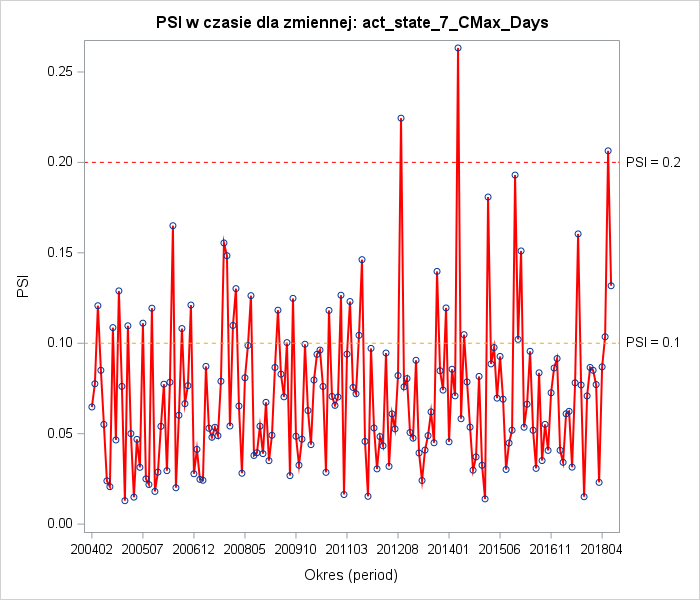 PSI w czasie dla zmiennej: act_state_7_CMax_Days
0.25
0.20
PSI = 0.2
0.15
PSI
0.10
PSI = 0.1
0.05
0.00
200402 200507 200612 200805 200910 201103 201208 201401 201506 201611 201804
Okres (period)